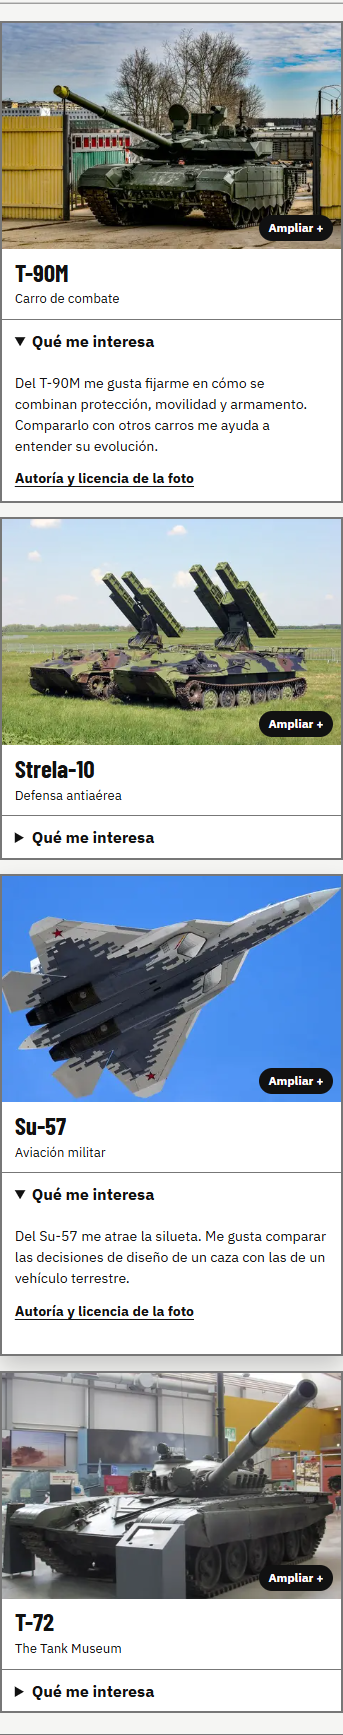 Ampliar +
T-90M
Carro de combate
▼ Qué me interesa
Del T-90M me gusta fijarme en cómo se
combinan protección, movilidad y armamento.
Compararlo con otros carros me ayuda a
entender su evolución.
Autoría y licencia de la foto
Ampliar +
Strela-10
Defensa antiaérea
▶ Qué me interesa
Ampliar +
Su-57
Aviación militar
▼ Qué me interesa
Del Su-57 me atrae la silueta. Me gusta comparar
las decisiones de diseño de un caza con las de un
vehículo terrestre.
Autoría y licencia de la foto
Ampliar +
T-72
The Tank Museum
▶ Qué me interesa